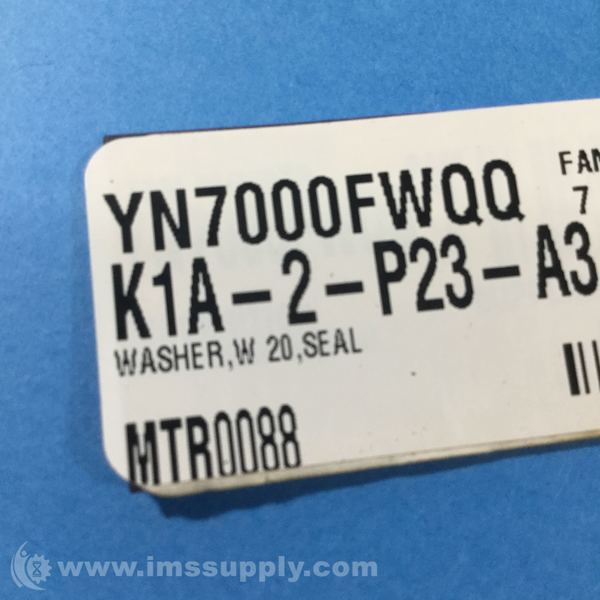 YN7000FWQQ
FAN
7
K1A-2-P23-A3
WASHER,W 20,SEAL
MTR0088
www.imssupply.com